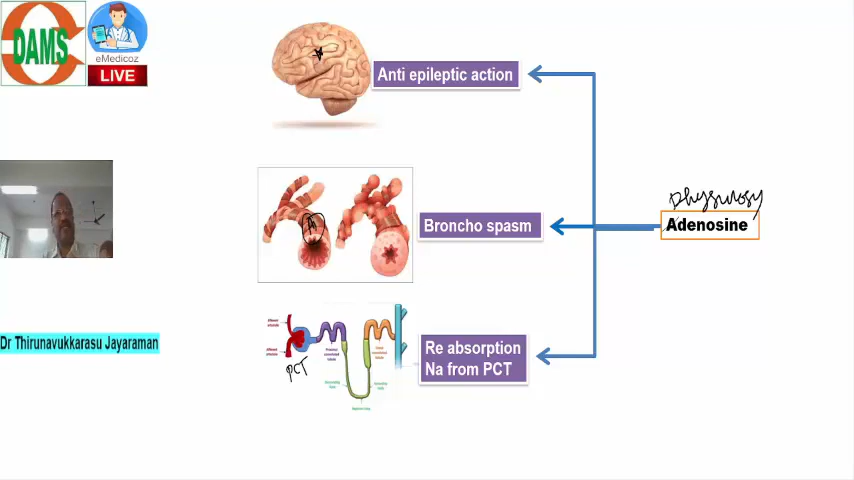 DAMS
eMedicoz
LIVE
Anti epileptic action
Physiology
Adenosine
Broncho spasm
A
Dr Thirunavukkarasu Jayaraman
PCT
Re absorption
Na from PCT